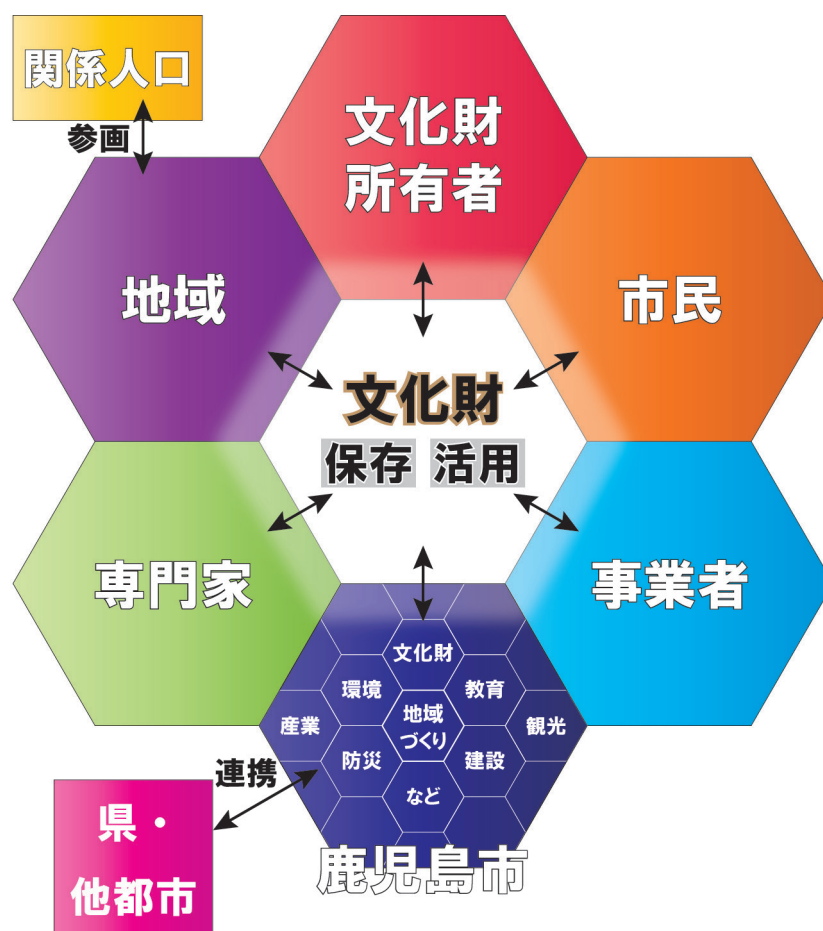 関係人口
参画
文化財
所有者
地域
市民
文化財
保存 活用
専門家
事業者
文化財
環境
教育
産業
地域
づくり
観光
防災
建設
など
連携
鹿児島市
県・
他都市